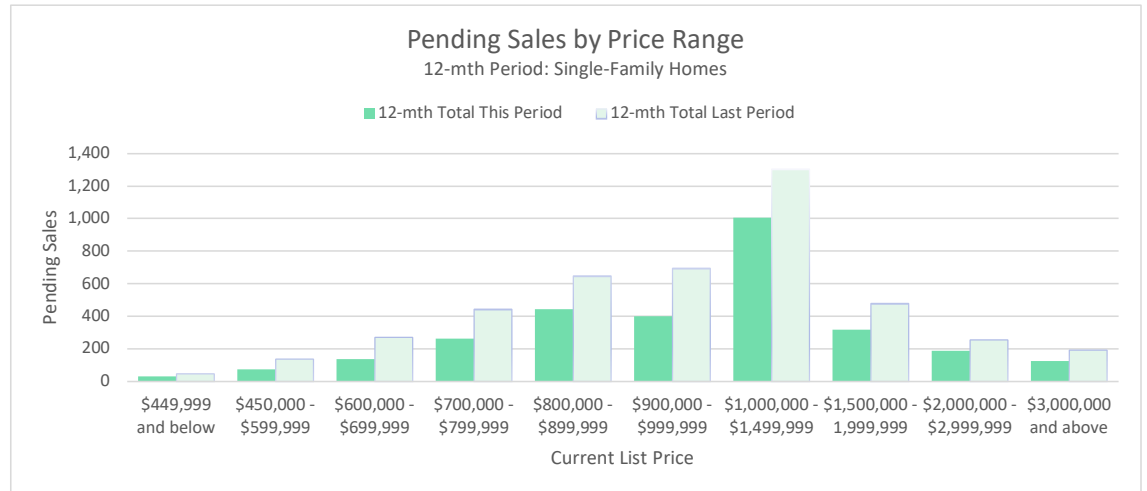 Pending Sales by Price Range
12-mth Period: Single-Family Homes
12-mth Total This Period 12-mth Total Last Period
1,400
1,200
1,000
800
600
400
200
0
Pending Sales
$449,999 $450,000 - $600,000 - $700,000 - $800,000 - $900,000 - $1,000,000 - $1,500,000 - $2,000,000 - $3,000,000
and below $599,999 $699,999 $799,999 $899,999 $999,999 $1,499,999 1,999,999 $2,999,999 and above
Current List Price